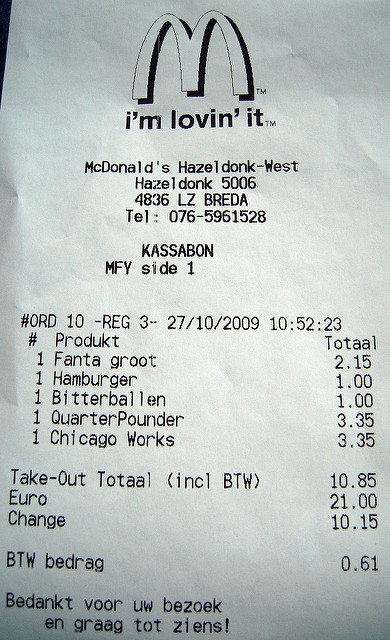 M™
i'm lovin' it™
McDonald's Hazeldonk-West
Hazeldonk 5006
4836 LZ BREDA
Tel: 076-5961528
KASSABON
MFY side 1
#ORD 10 -REG 3- 27/10/2009 10:52:23
# Produkt Totaal
1 Fanta groot 2.15
1 Hamburger 1.00
1 Bitterballen 1.00
1 QuarterPounder 3.35
1 Chicago Works 3.35
Take-Out Totaal (incl BTW) 10.85
Euro 21.00
Change 10.15
BTW bedrag 0.61
Bedankt voor uw bezoek
en graag tot ziens!